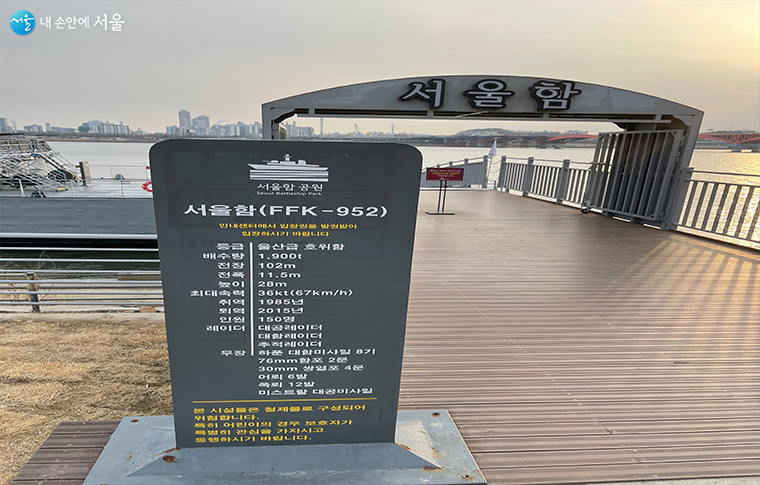 서울 내 손안에 서울
서울함
서울함 공원
Seoul Battleship Park
서울함(FFK-952)
안내센터에서 입장권을 발권받아
입장하시기 바랍니다
등급 울산급 호위함
배수량 1,900t
전장 102m
전폭 11.5m
높이 28m
최대속력 36kt(67km/h)
취역 1985년
퇴역 2015년
인원 150명
레이더 대공레이더
대함레이더
추적레이더
무장 하푼 대함미사일 8기
76mm함포 2문
30mm 쌍열포 4문
어뢰 6발
폭뢰 12발
미스트랄 대공미사일
본 시설물은 철제물로 구성되어
위험합니다.
특히 어린이의 경우 보호자가
특별히 관심을 가지시고
동행하시기 바랍니다.